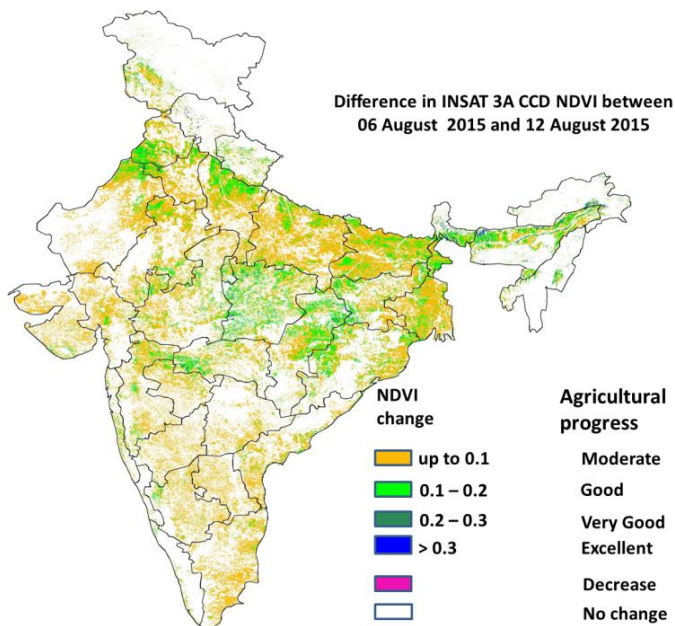 Difference in INSAT 3A CCD NDVI between
06 August 2015 and 12 August 2015
NDVI change
Agricultural progress
up to 0.1 Moderate
0.1 – 0.2 Good
0.2 – 0.3 Very Good
> 0.3 Excellent
Decrease
No change